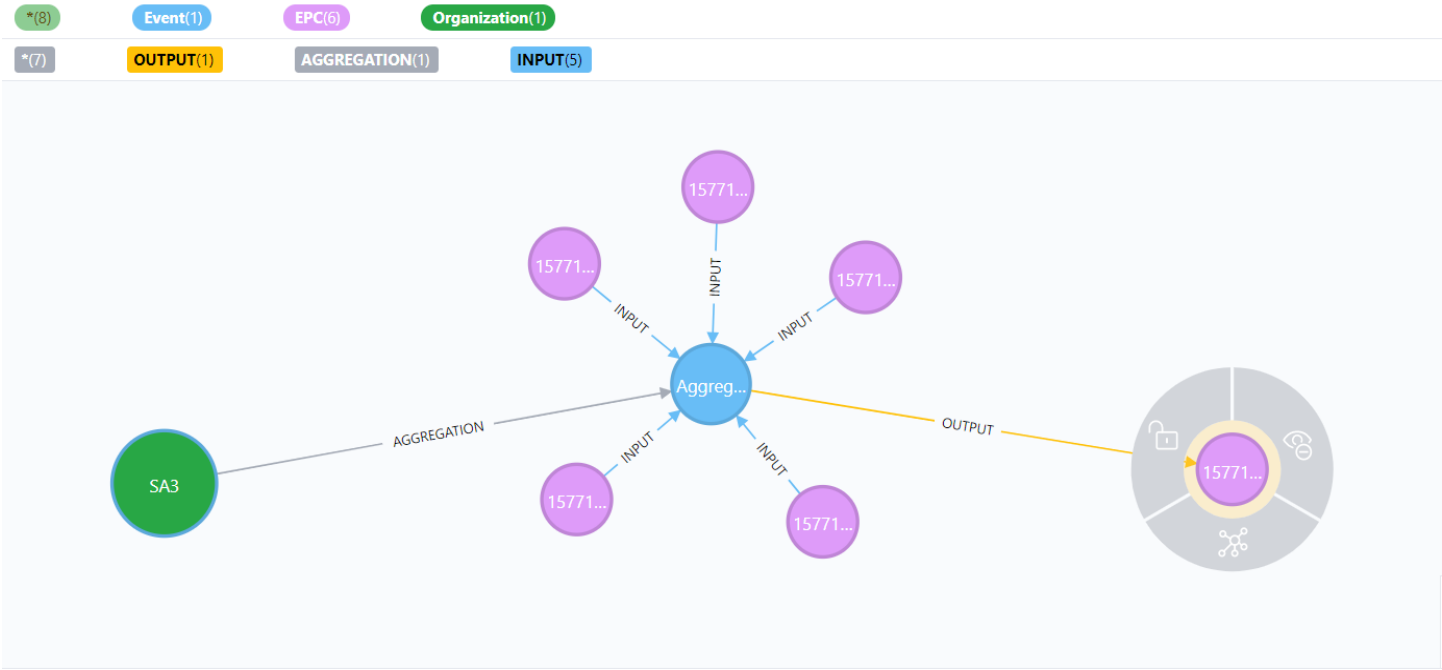 *(8) Event(1) EPC(6) Organization(1)
*(7) OUTPUT(1) AGGREGATION(1) INPUT(5)
15771...
15771...
15771...
INPUT
INPUT
INPUT
Aggreg...
OUTPUT
AGGREGATION
INPUT
INPUT
15771...
SA3
15771...
15771...